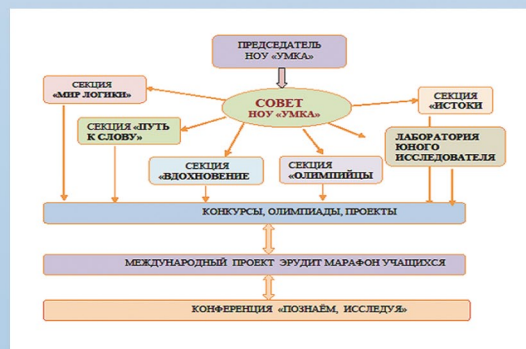 ПРЕДСЕДАТЕЛЬ
НОУ «УМКА»
СЕКЦИЯ
«МИР ЛОГИКИ»
СОВЕТ
НОУ «УМКА»
СЕКЦИЯ
«ИСТОКИ
СЕКЦИЯ «ПУТЬ
К СЛОВУ»
ЛАБОРАТОРИЯ
ЮНОГО
ИССЛЕДОВАТЕЛЯ
СЕКЦИЯ
«ВДОХНОВЕНИЕ
СЕКЦИЯ
«ОЛИМПИЙЦЫ
КОНКУРСЫ, ОЛИМПИАДЫ, ПРОЕКТЫ
МЕЖДУНАРОДНЫЙ ПРОЕКТ ЭРУДИТ МАРАФОН УЧАЩИХСЯ
КОНФЕРЕНЦИЯ «ПОЗНАЁМ, ИССЛЕДУЯ»